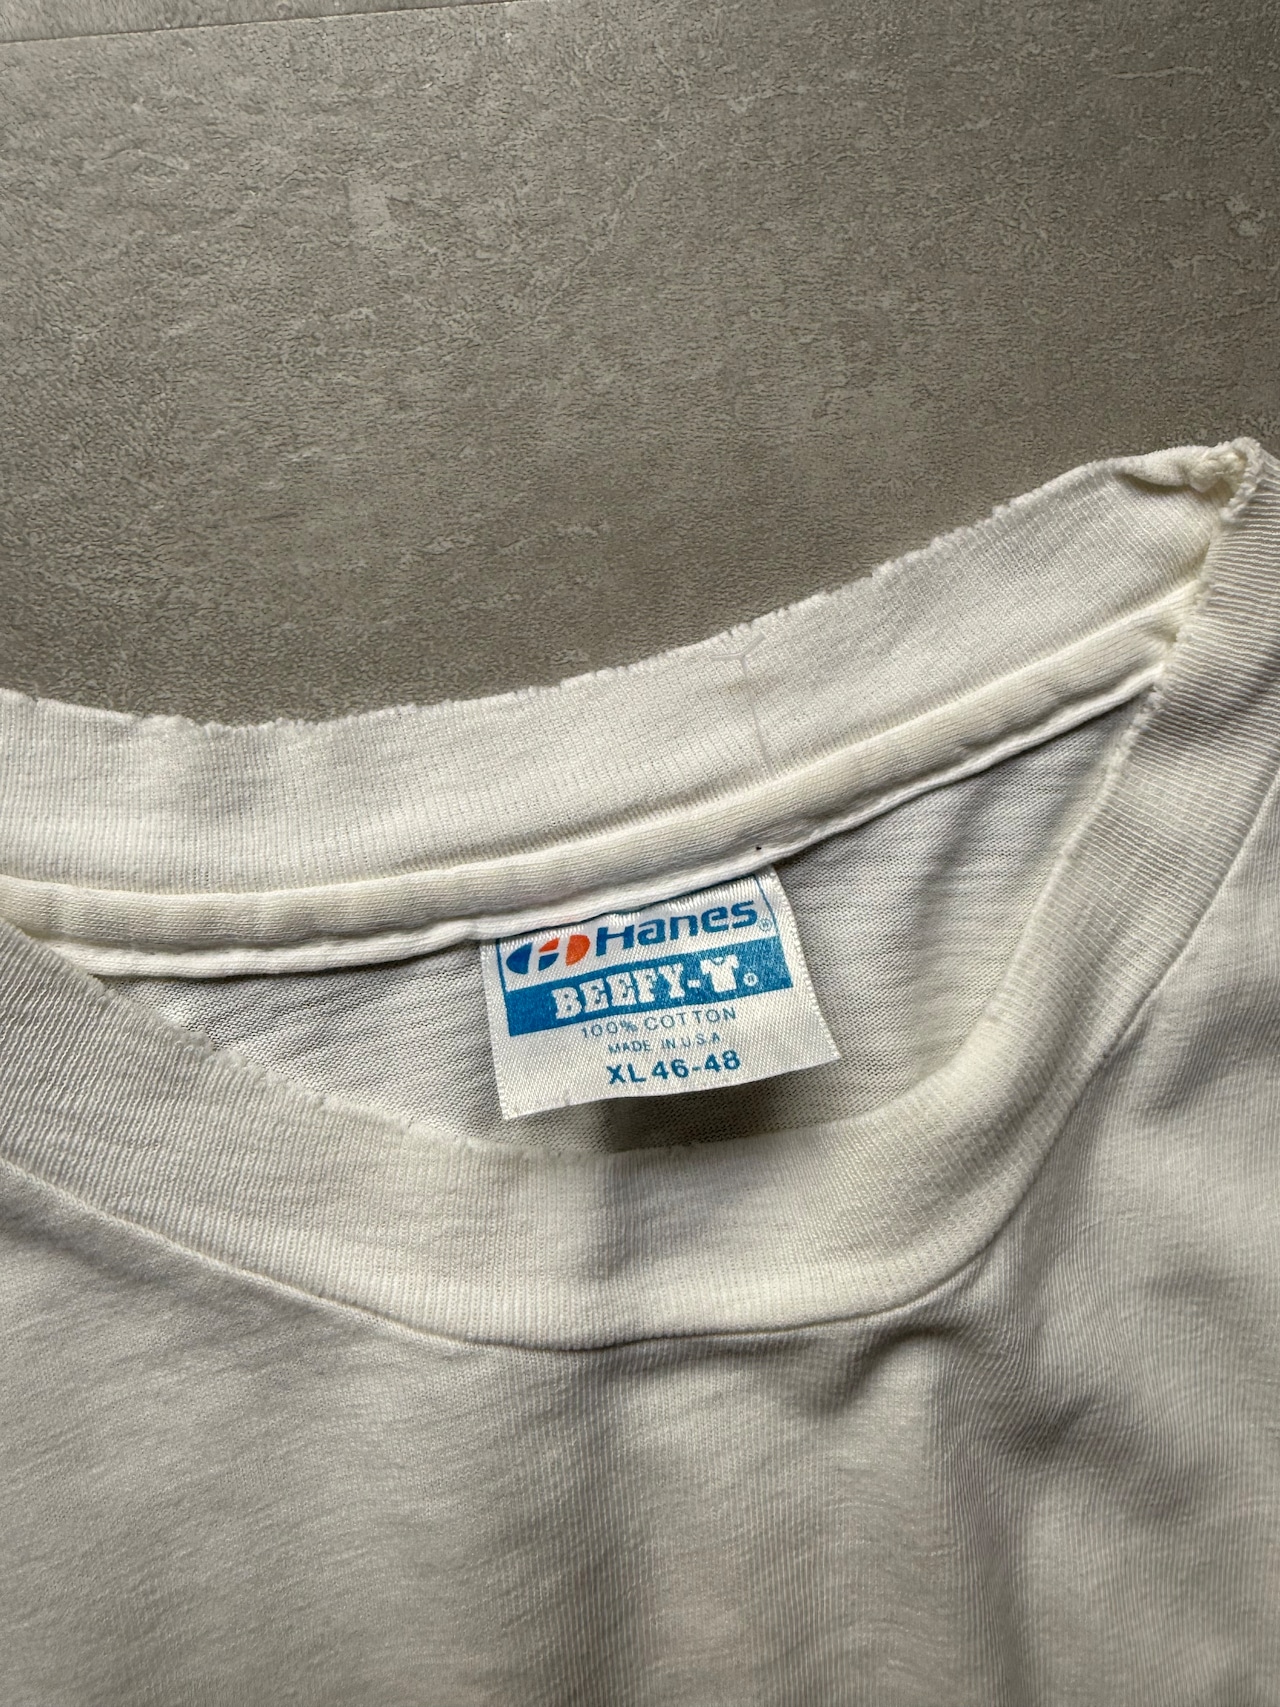 Hanes®
BEEFY-T®
100% COTTON
MADE IN U.S.A.
XL 46-48